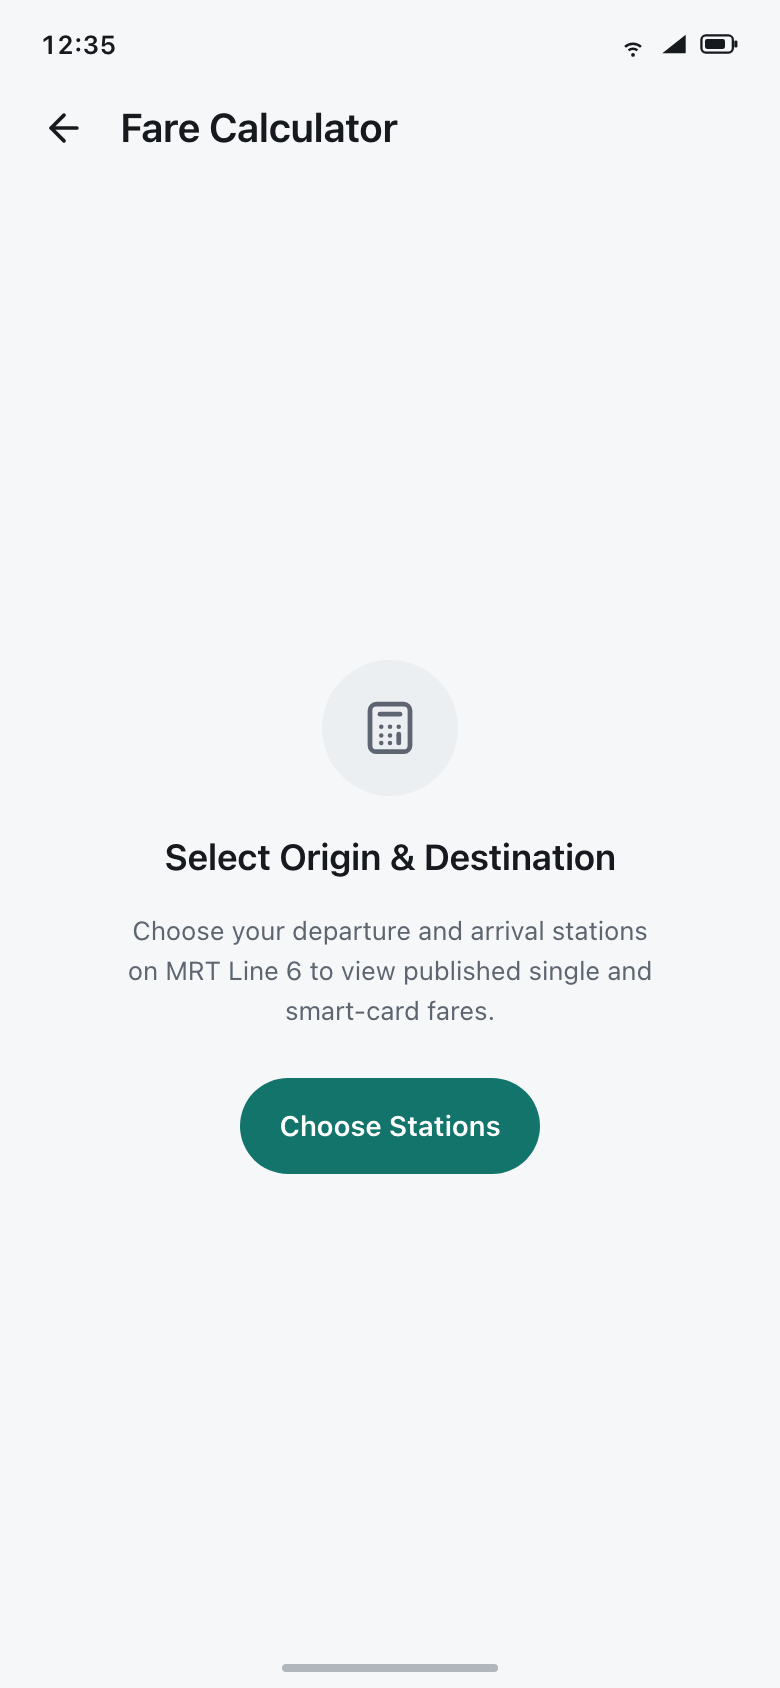 12:35
Fare Calculator
Select Origin & Destination
Choose your departure and arrival stations
on MRT Line 6 to view published single and
smart-card fares.
Choose Stations